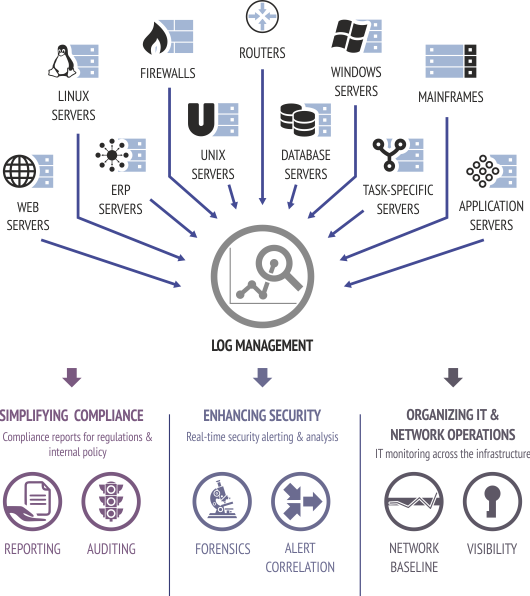 ROUTERS
FIREWALLS
WINDOWS
SERVERS
LINUX
SERVERS
MAINFRAMES
UNIX
SERVERS
DATABASE
SERVERS
ERP
SERVERS
TASK-SPECIFIC
SERVERS
WEB
SERVERS
APPLICATION
SERVERS
LOG MANAGEMENT
SIMPLIFYING COMPLIANCE
Compliance reports for regulations &
internal policy
REPORTING
AUDITING
ENHANCING SECURITY
Real-time security alerting & analysis
FORENSICS
ALERT
CORRELATION
ORGANIZING IT &
NETWORK OPERATIONS
IT monitoring across the infrastructure
NETWORK
BASELINE
VISIBILITY